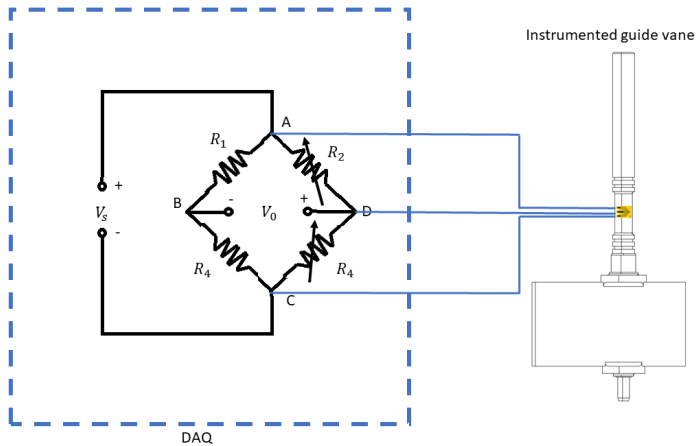 Instrumented guide vane
A
R₁
R₂
+
B
-
V₀
+
D
Vₛ
-
R₄
R₄
C
DAQ